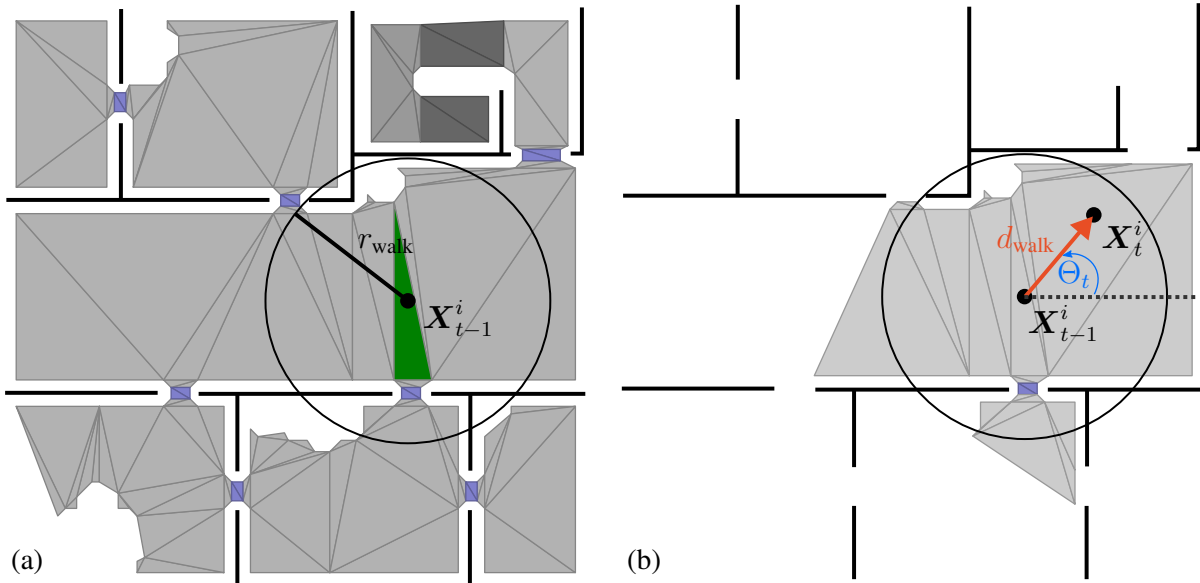 r_walk
X^i_{t−1}
(a)
d_walk
X^i_t
Θ_t
X^i_{t−1}
(b)